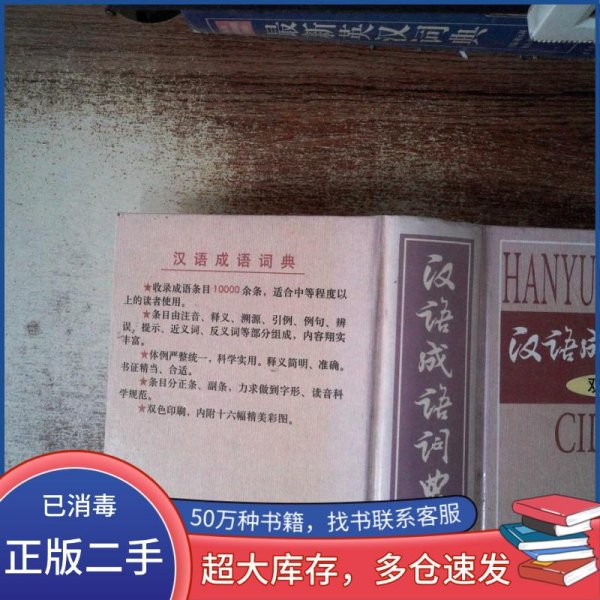 最新英汉词典
汉语成语词典
★收录成语条目10000余条，适合中等程度以
上的读者使用。
★条目由注音、释义、溯源、引例、例句、辨
误、提示、近义词、反义词等部分组成，内容翔实
丰富。
★体例严整统一，科学实用。释义简明、准确。
书证精当、合适。
★条目分正条、副条，力求做到字形、读音科
学规范。
★双色印刷，内附十六幅精美彩图。
汉语成语词典
HANYU
汉语成
双
CI
已消毒
正版二手
50万种书籍，找书联系客服
超大库存，多仓速发